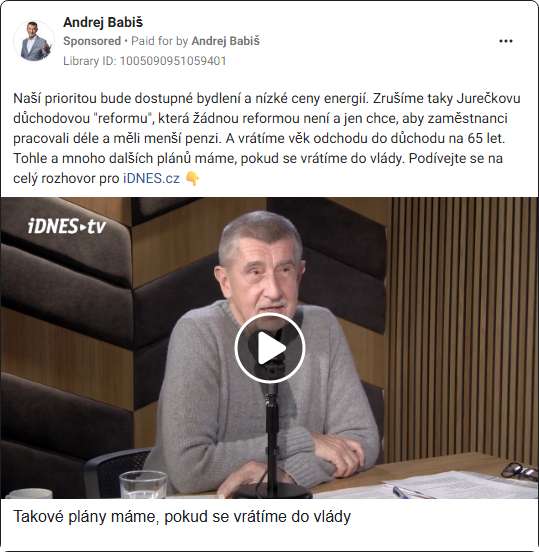 Andrej Babiš
Sponsored • Paid for by Andrej Babiš
Library ID: 1005090951059401
Naší prioritou bude dostupné bydlení a nízké ceny energií. Zrušíme taky Jurečkovu
důchodovou "reformu", která žádnou reformou není a jen chce, aby zaměstnanci
pracovali déle a měli menší penzi. A vrátíme věk odchodu do důchodu na 65 let.
Tohle a mnoho dalších plánů máme, pokud se vrátíme do vlády. Podívejte se na
celý rozhovor pro iDNES.cz 👇
iDNES tv
Takové plány máme, pokud se vrátíme do vlády